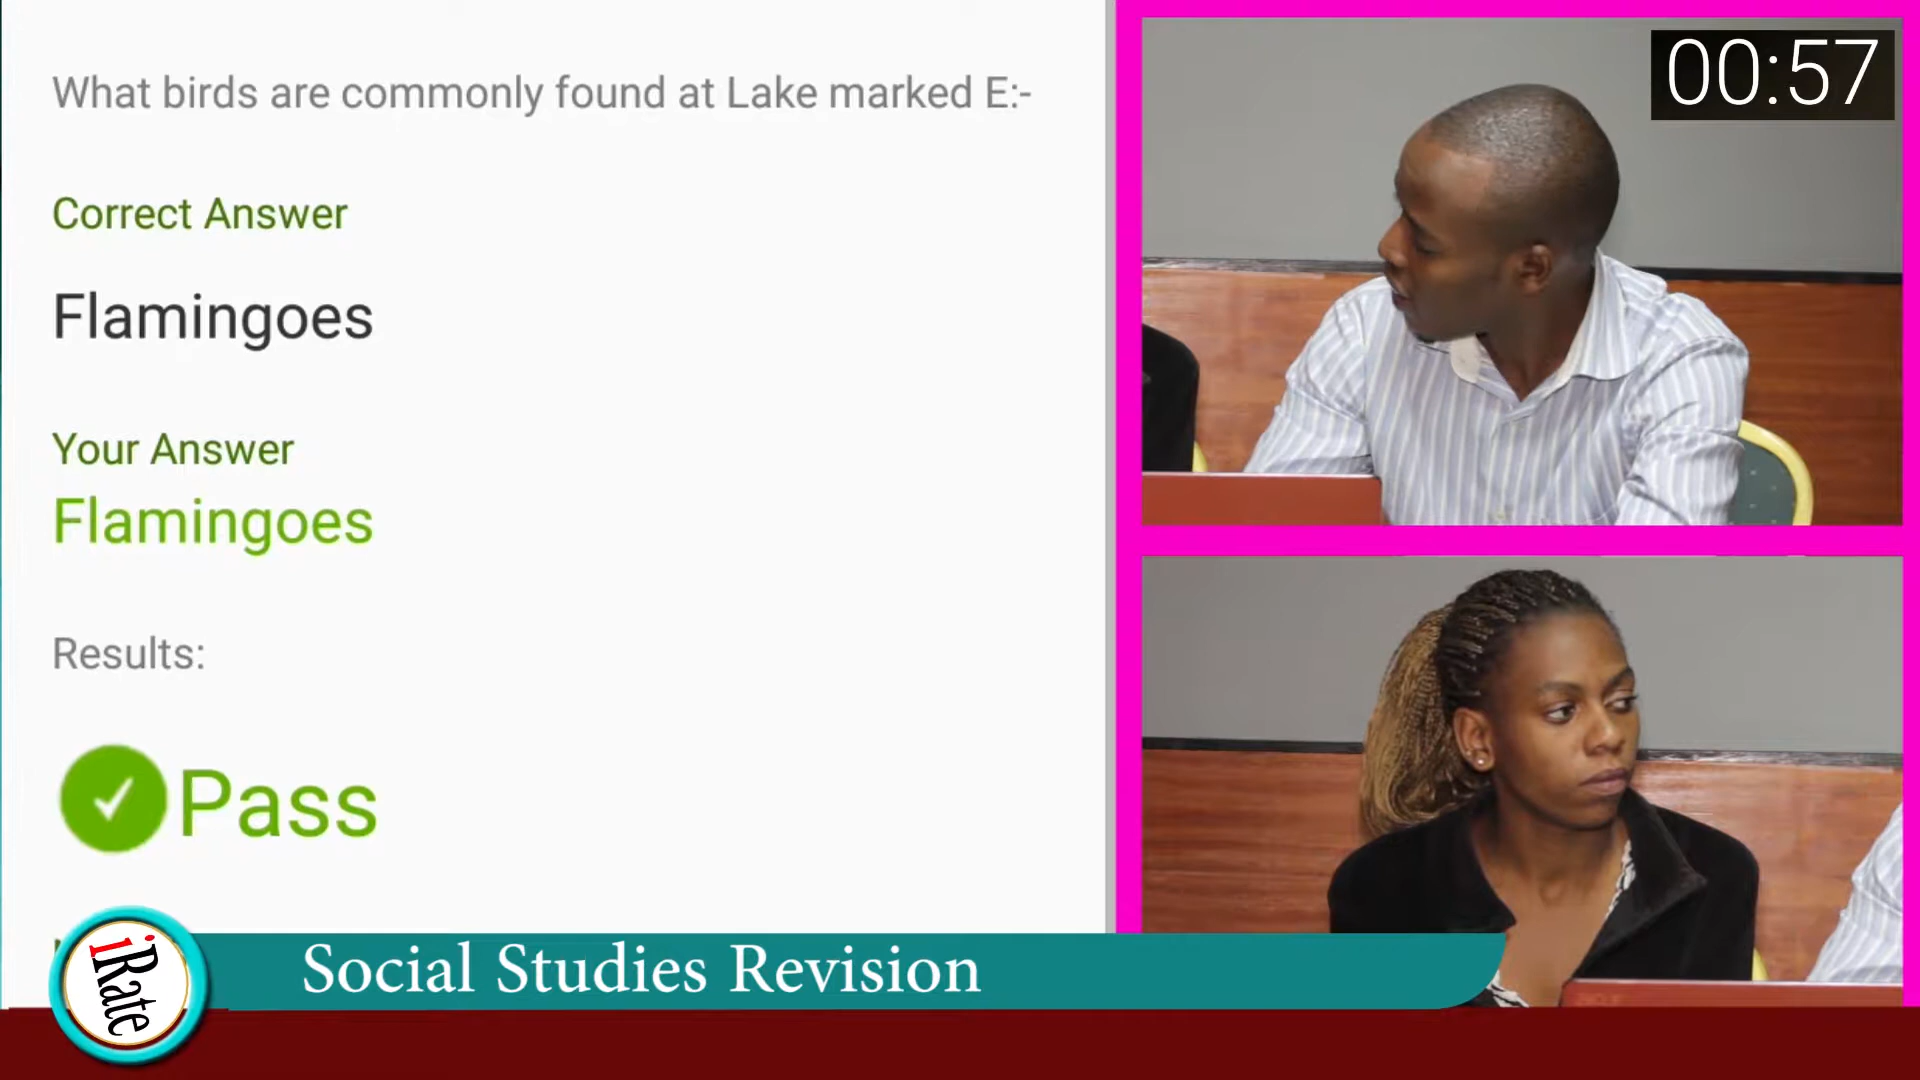 What birds are commonly found at Lake marked E:-
00:57
Correct Answer
Flamingoes
Your Answer
Flamingoes
Results:
Pass
iRate
Social Studies Revision